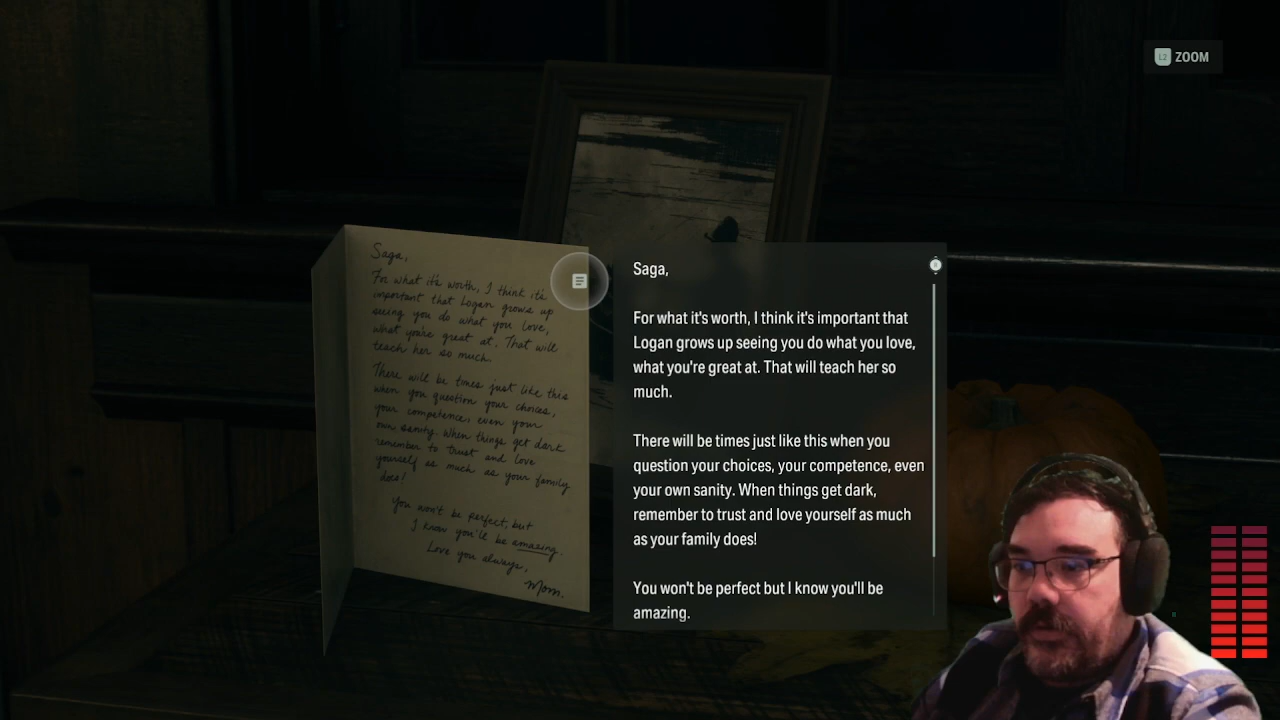 L2 ZOOM
Saga,
For what it's worth, I think it's
important that Logan grows up
seeing you do what you love,
what you're great at. That will
teach her so much.
There will be times just like this
when you question your choices,
your competence, even your
own sanity. When things get dark
remember to trust and love
yourself as much as your family
does!
You won't be perfect, but
I know you'll be amazing.
Love you always,
Mom.
Saga,
For what it's worth, I think it's important that
Logan grows up seeing you do what you love,
what you're great at. That will teach her so
much.
There will be times just like this when you
question your choices, your competence, even
your own sanity. When things get dark,
remember to trust and love yourself as much
as your family does!
You won't be perfect but I know you'll be
amazing.